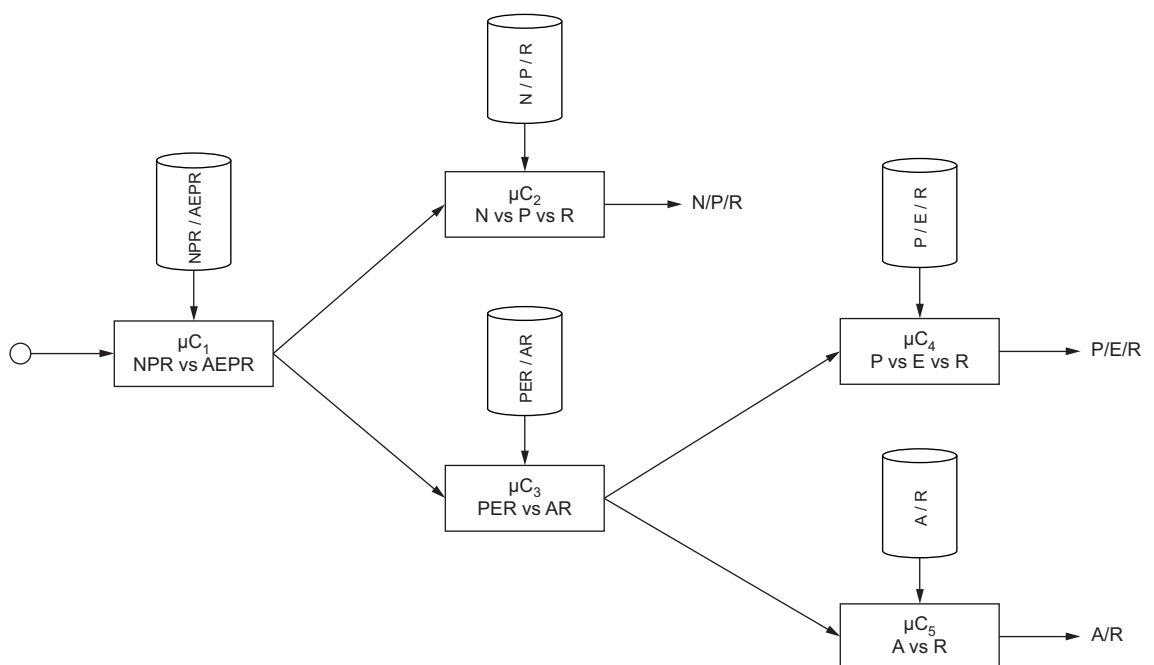 N / P / R
µC2
N vs P vs R
N/P/R
NPR / AEPR
µC1
NPR vs AEPR
P / E / R
µC4
P vs E vs R
P/E/R
PER / AR
µC3
PER vs AR
A / R
µC5
A vs R
A/R